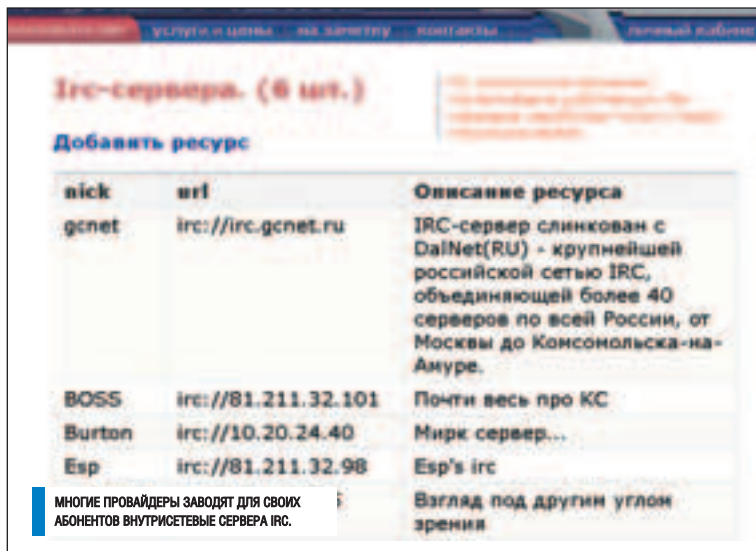 услуги и цены на заметку контакты личный кабинет
Irc-сервера. (6 шт.)
Добавить ресурс
nick url Описание ресурса
gcnet irc://irc.gcnet.ru IRC-сервер слинкован с
DalNet(RU) - крупнейшей
российской сетью IRC,
объединяющей более 40
серверов по всей России, от
Москвы до Комсомольска-на-
Амуре.
BOSS irc://81.211.32.101 Почти весь про КС
Burton irc://10.20.24.40 Мирк сервер...
Esp irc://81.211.32.98 Esp's irc
5 Взгляд под другим углом
зрения
МНОГИЕ ПРОВАЙДЕРЫ ЗАВОДЯТ ДЛЯ СВОИХ
АБОНЕНТОВ ВНУТРИСЕТЕВЫЕ СЕРВЕРА IRC.